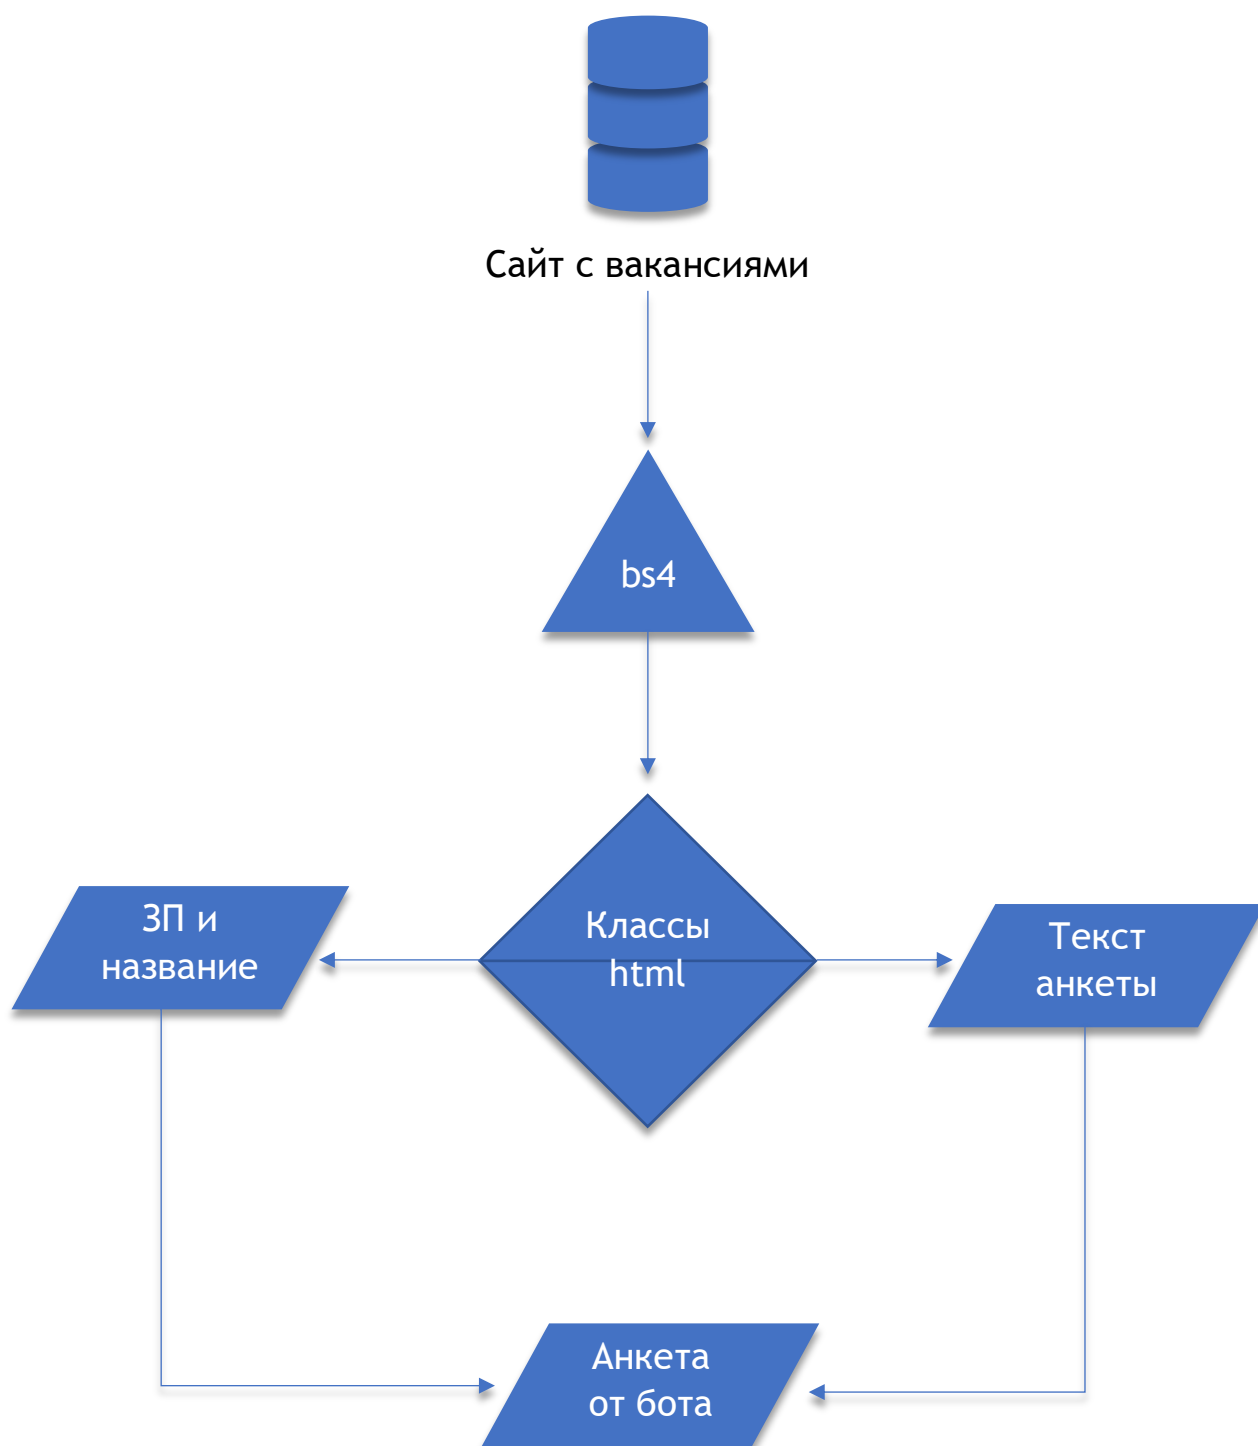 Сайт с вакансиями
bs4
Классы
html
ЗП и
название
Текст
анкеты
Анкета
от бота